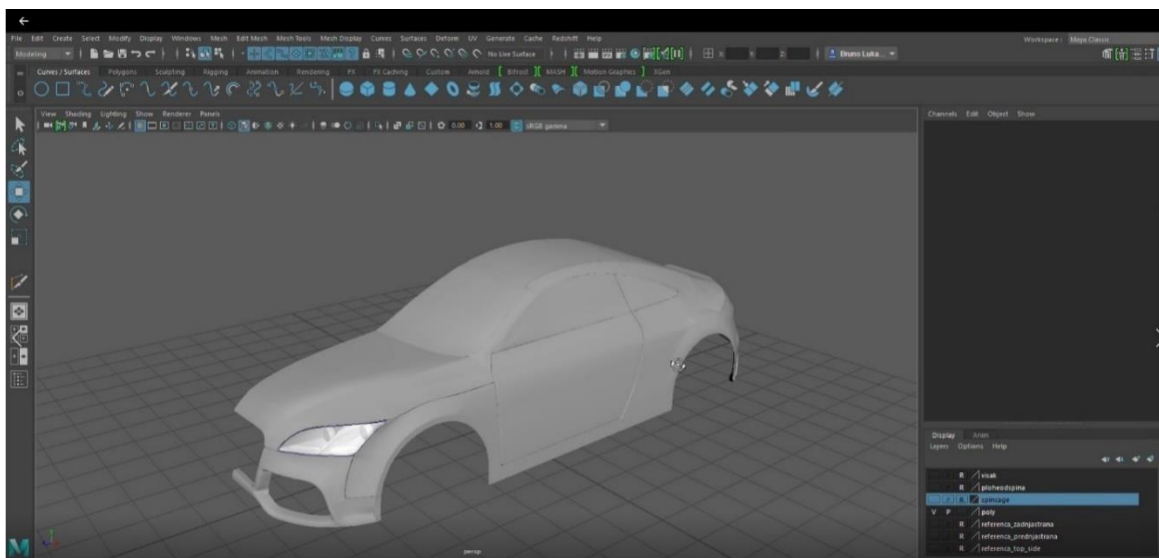 File Edit Create Select Modify Display Windows Mesh Edit Mesh Mesh Tools Mesh Display Curves Surfaces Deform UV Generate Cache Redshift Help Workspace : Maya Classic
Modeling No Live Surface X: Y: Z: Bruno Luka...
Curves / Surfaces Polygons Sculpting Rigging Animation Rendering FX FX Caching Custom Arnold Bifrost MASH Motion Graphics XGen
View Shading Lighting Show Renderer Panels
0.00 1.00 sRGB gamma
Channels Edit Object Show
persp
Display Anim
Layers Options Help
R visak
R
R
V P poly
R referenca_zadnjastrana
R referenca_prednjastrana
R referenca_top_side